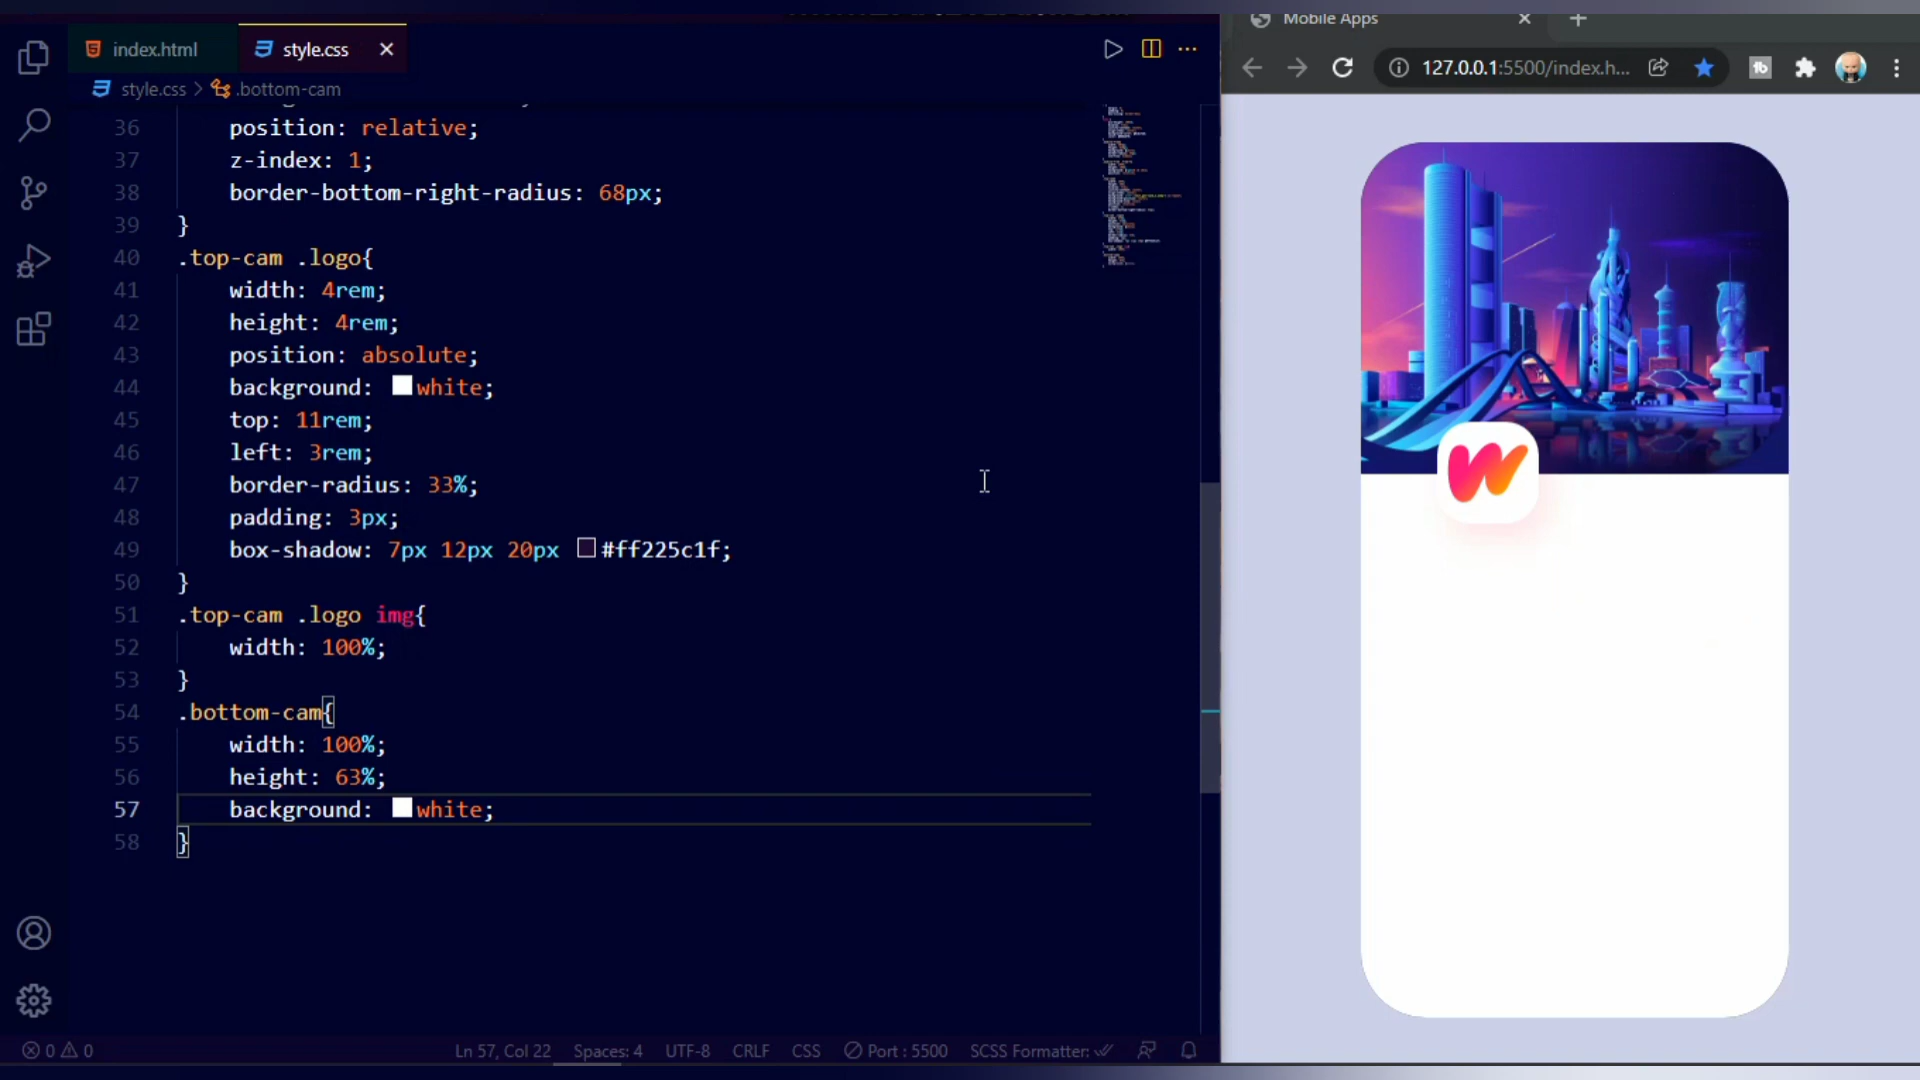 index.html
style.css
style.css > .bottom-cam
36 position: relative;
37 z-index: 1;
38 border-bottom-right-radius: 68px;
39 }
40 .top-cam .logo{
41 width: 4rem;
42 height: 4rem;
43 position: absolute;
44 background: white;
45 top: 11rem;
46 left: 3rem;
47 border-radius: 33%;
48 padding: 3px;
49 box-shadow: 7px 12px 20px #ff225c1f;
50 }
51 .top-cam .logo img{
52 width: 100%;
53 }
54 .bottom-cam{
55 width: 100%;
56 height: 63%;
57 background: white;
58 }
0 0 Ln 57, Col 22 Spaces: 4 UTF-8 CRLF CSS Port : 5500 SCSS Formatter:
Mobile Apps
127.0.0.1:5500/index.h...